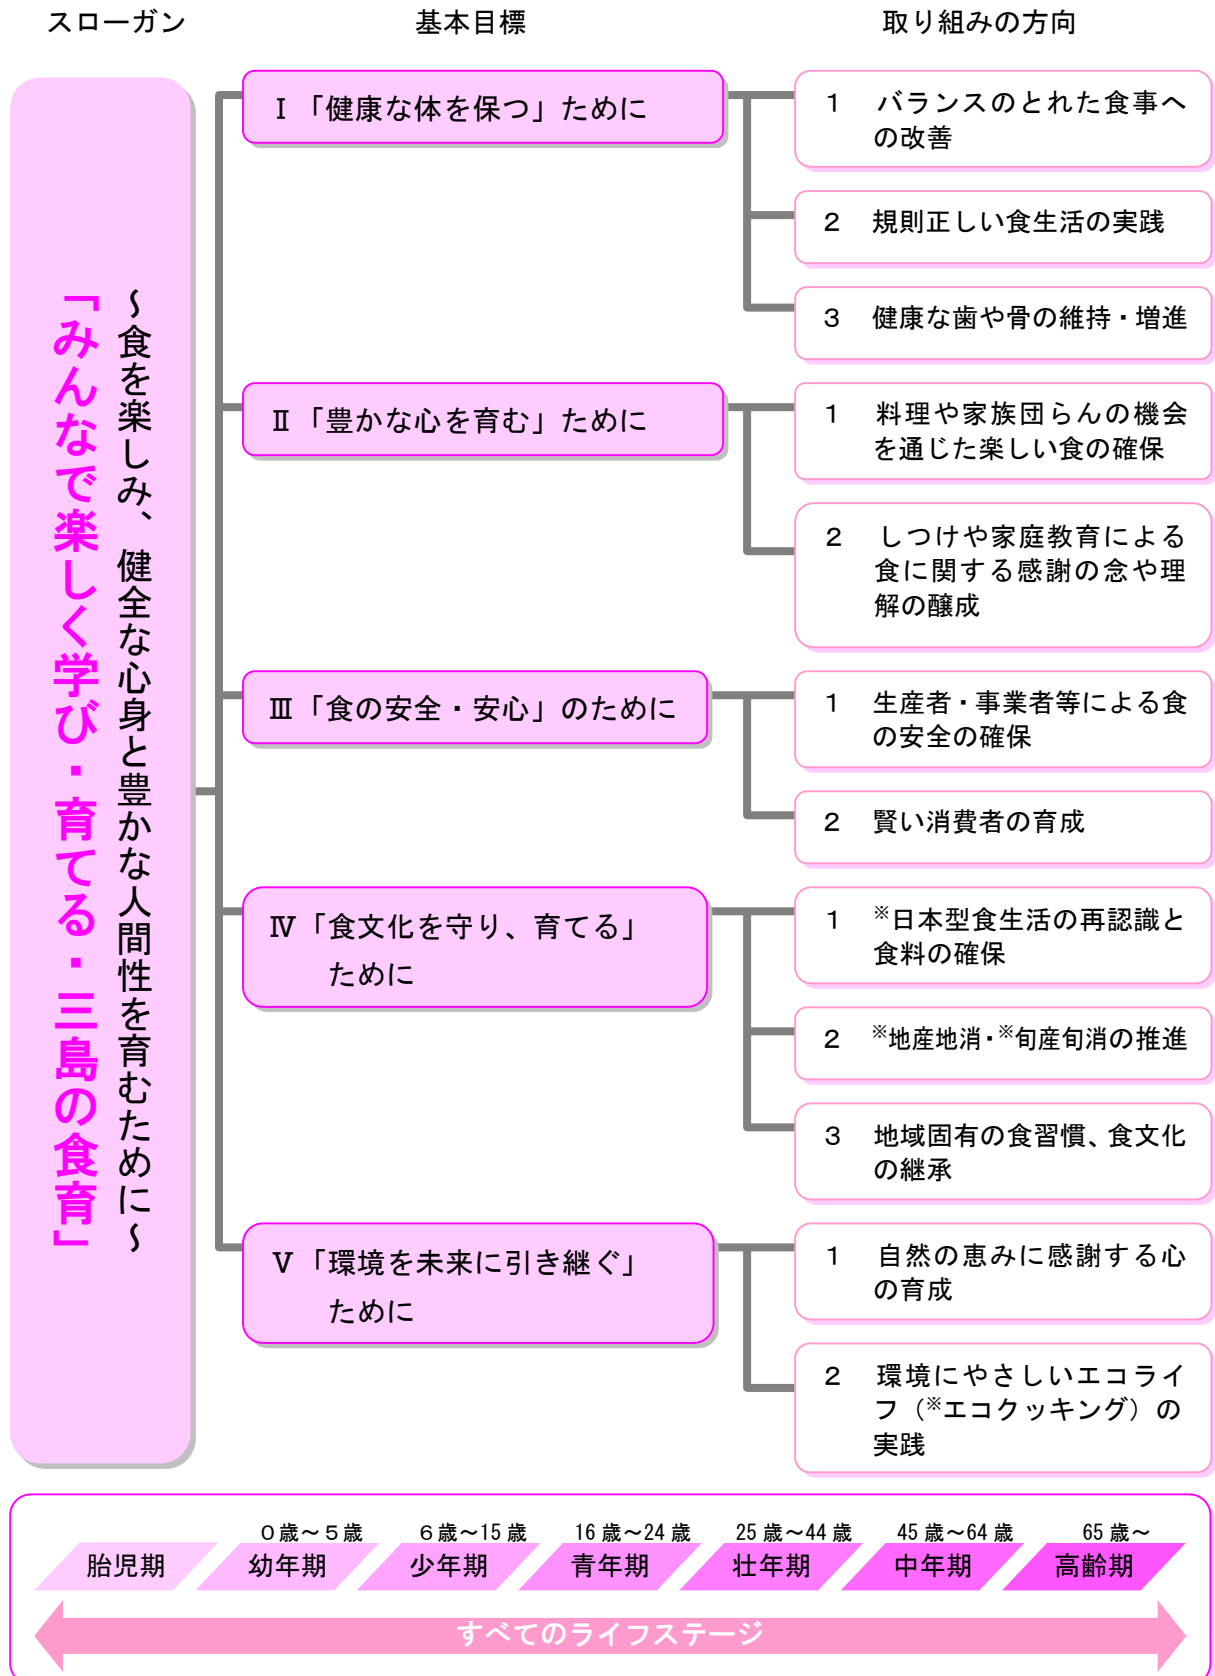 スローガン
基本目標
取り組みの方向
「みんなで楽しく学び・育てる・三島の食育」
～食を楽しみ、健全な心身と豊かな人間性を育むために～
Ⅰ「健康な体を保つ」ために
1 バランスのとれた食事へ
の改善
2 規則正しい食生活の実践
3 健康な歯や骨の維持・増進
Ⅱ「豊かな心を育む」ために
1 料理や家族団らんの機会
を通じた楽しい食の確保
2 しつけや家庭教育による
食に関する感謝の念や理
解の醸成
Ⅲ「食の安全・安心」のために
1 生産者・事業者等による食
の安全の確保
2 賢い消費者の育成
Ⅳ「食文化を守り、育てる」
ために
1 ※日本型食生活の再認識と
食料の確保
2 ※地産地消・※旬産旬消の推進
3 地域固有の食習慣、食文化
の継承
Ⅴ「環境を未来に引き継ぐ」
ために
1 自然の恵みに感謝する心
の育成
2 環境にやさしいエコライ
フ（※エコクッキング）の
実践
0歳～5歳 6歳～15歳 16歳～24歳 25歳～44歳 45歳～64歳 65歳～
胎児期 幼年期 少年期 青年期 壮年期 中年期 高齢期
すべてのライフステージ